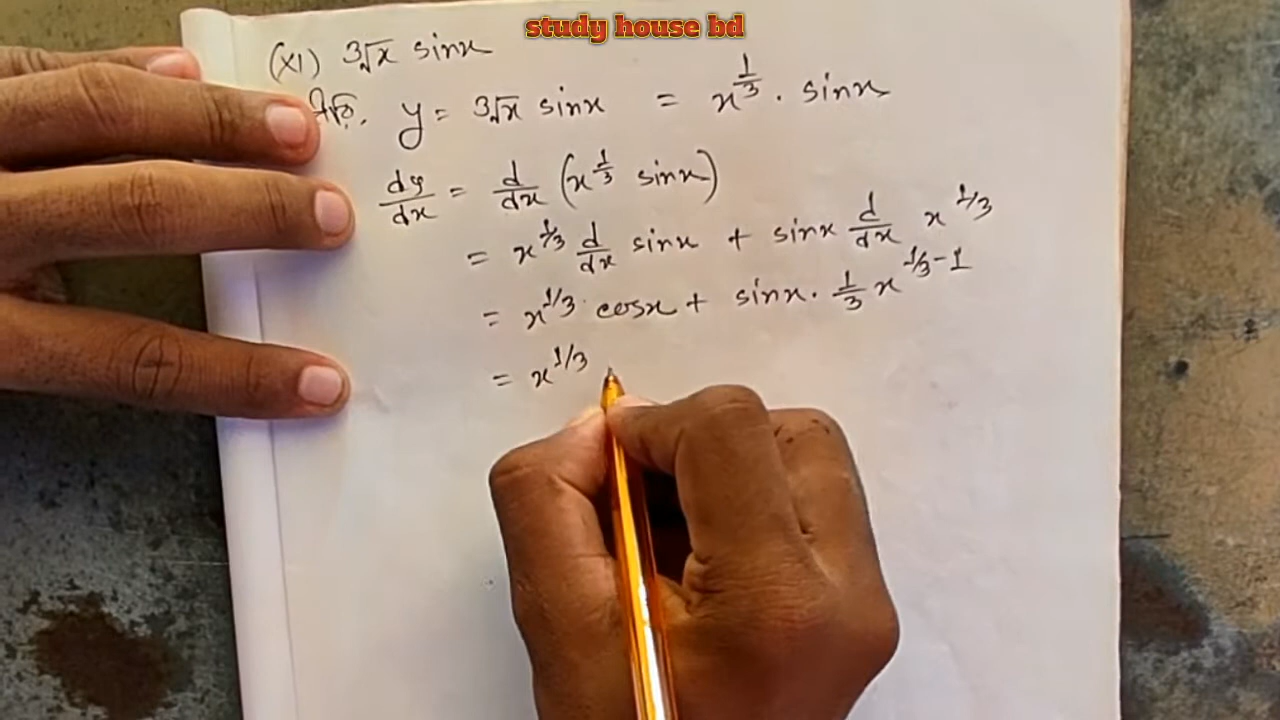 study house bd
(XI) ³√x sinx
ধরি, y = ³√x sinx = x^{1/3} . sinx
dy/dx = d/dx (x^{1/3} sinx)
= x^{1/3} d/dx sinx + sinx d/dx x^{1/3}
= x^{1/3} . cosx + sinx . 1/3 x^{1/3-1}
= x^{1/3}